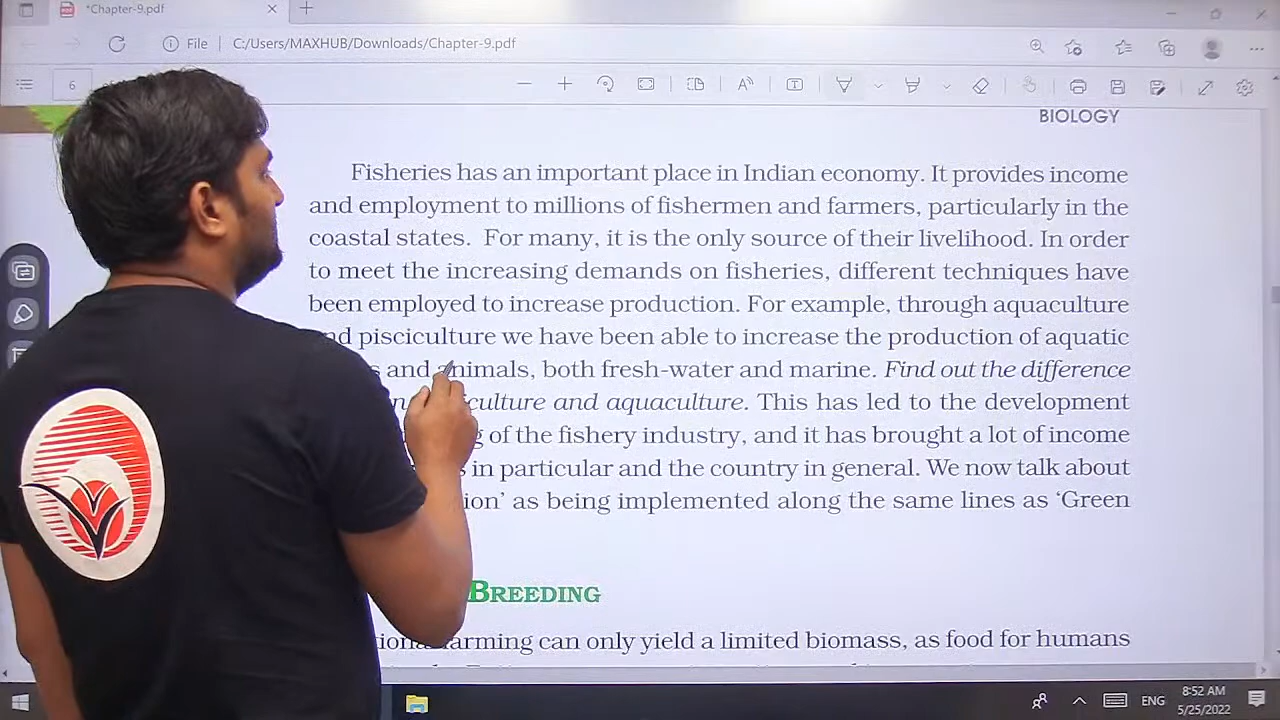 *Chapter-9.pdf
File
C:/Users/MAXHUB/Downloads/Chapter-9.pdf
6
BIOLOGY
Fisheries has an important place in Indian economy. It provides income
and employment to millions of fishermen and farmers, particularly in the
coastal states. For many, it is the only source of their livelihood. In order
to meet the increasing demands on fisheries, different techniques have
been employed to increase production. For example, through aquaculture
pisciculture we have been able to increase the production of aquatic
and animals, both fresh-water and marine. Find out the difference
and aquaculture. This has led to the development
of the fishery industry, and it has brought a lot of income
in particular and the country in general. We now talk about
as being implemented along the same lines as ‘Green
BREEDING
farming can only yield a limited biomass, as food for humans
ENG
8:52 AM
5/25/2022